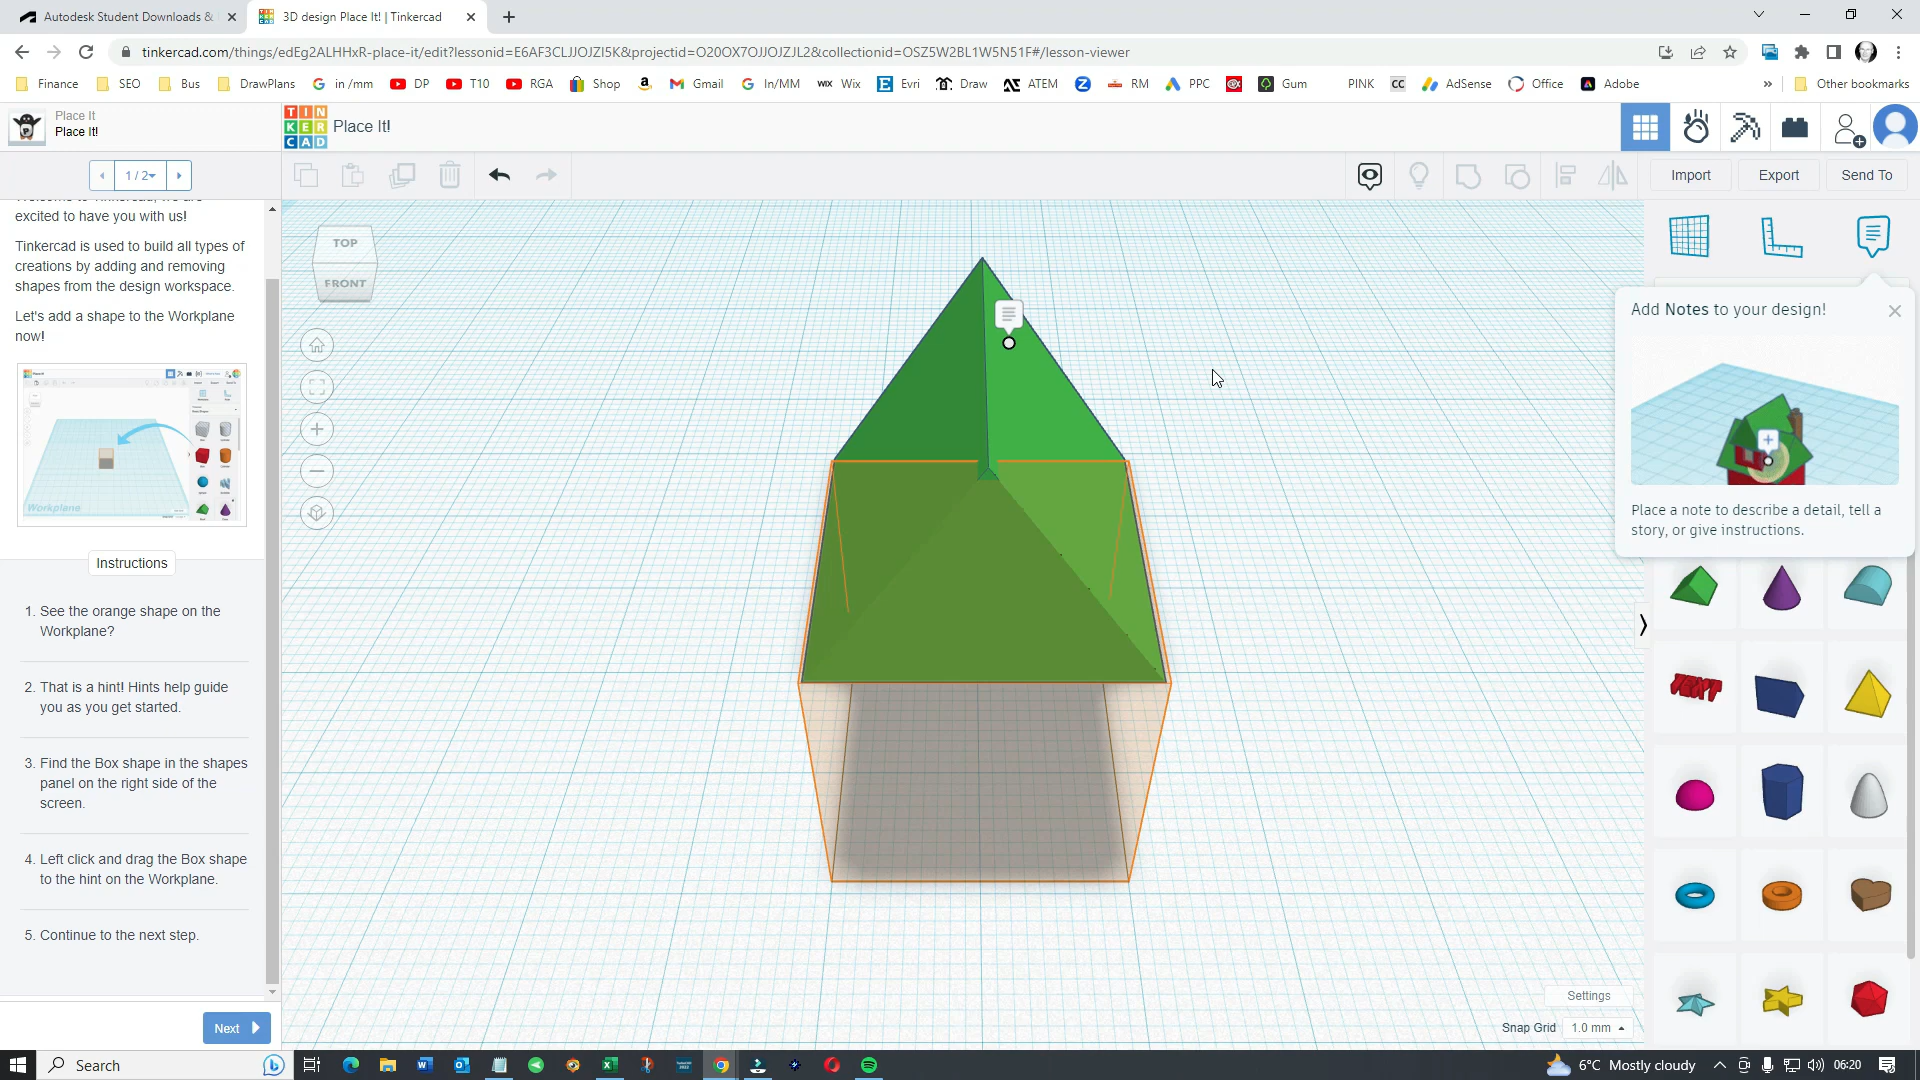 Autodesk Student Downloads &
3D design Place It! | Tinkercad
tinkercad.com/things/edEg2ALHHxR-place-it/edit?lessonid=E6AF3CLJJOJZI5K&projectid=O20OX7OJJOJZJL2&collectionid=OSZ5W2BL1W5N51F#/lesson-viewer
Finance SEO Bus DrawPlans in /mm DP T10 RGA Shop Gmail In/MM Wix Evri Draw ATEM RM PPC Gum PINK CC AdSense Office Adobe » Other bookmarks
Place It
Place It!
TIN
KER
CAD
Place It!
1 / 2
Import Export Send To
excited to have you with us!
Tinkercad is used to build all types of
creations by adding and removing
shapes from the design workspace.
Let's add a shape to the Workplane
now!
Workplane
Instructions
1. See the orange shape on the
Workplane?
2. That is a hint! Hints help guide
you as you get started.
3. Find the Box shape in the shapes
panel on the right side of the
screen.
4. Left click and drag the Box shape
to the hint on the Workplane.
5. Continue to the next step.
Next
TOP
FRONT
Add Notes to your design!
Place a note to describe a detail, tell a
story, or give instructions.
TEXT
Settings
Snap Grid 1.0 mm
Search
6°C Mostly cloudy
06:20